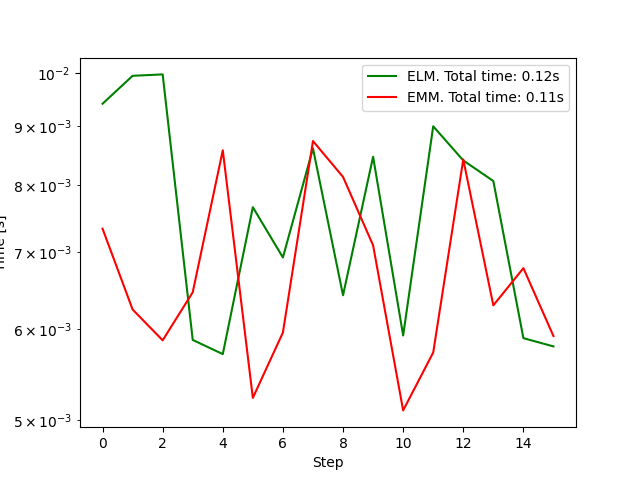 ELM. Total time: 0.12s
EMM. Total time: 0.11s
10⁻²
9 × 10⁻³
8 × 10⁻³
7 × 10⁻³
6 × 10⁻³
5 × 10⁻³
0 2 4 6 8 10 12 14
Step